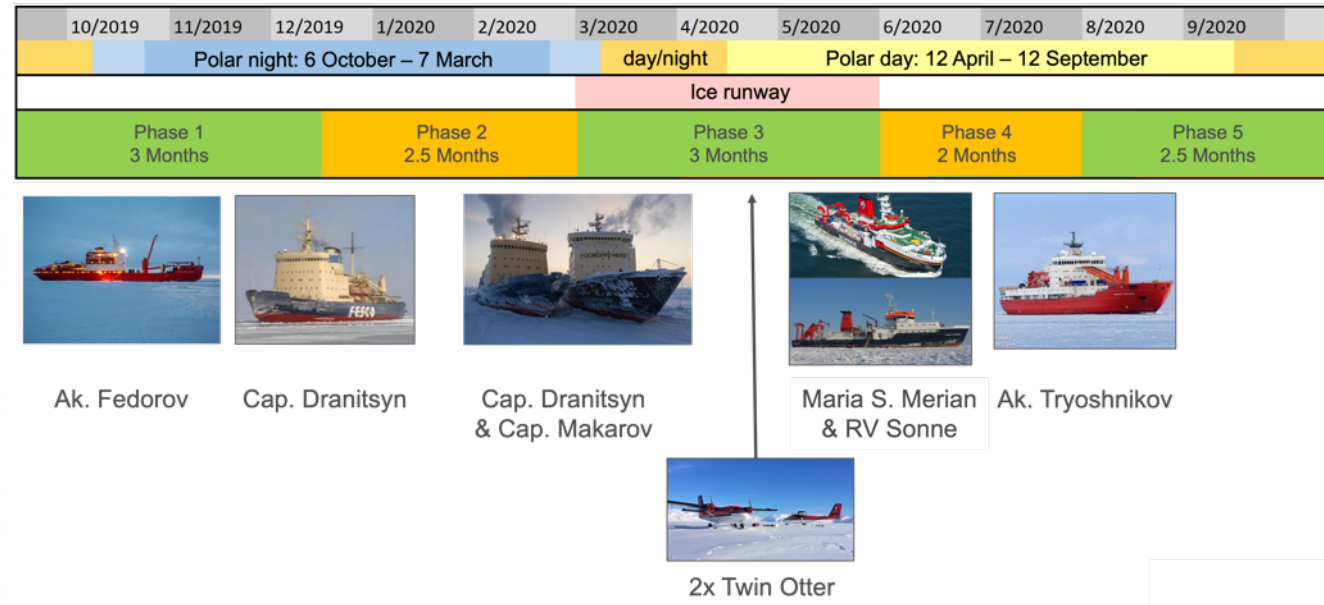 10/2019 11/2019 12/2019 1/2020 2/2020 3/2020 4/2020 5/2020 6/2020 7/2020 8/2020 9/2020
Polar night: 6 October – 7 March day/night Polar day: 12 April – 12 September
Ice runway
Phase 1 Phase 2 Phase 3 Phase 4 Phase 5
3 Months 2.5 Months 3 Months 2 Months 2.5 Months
FESCO
Ak. Fedorov Cap. Dranitsyn Cap. Dranitsyn Maria S. Merian Ak. Tryoshnikov
& Cap. Makarov & RV Sonne
2x Twin Otter